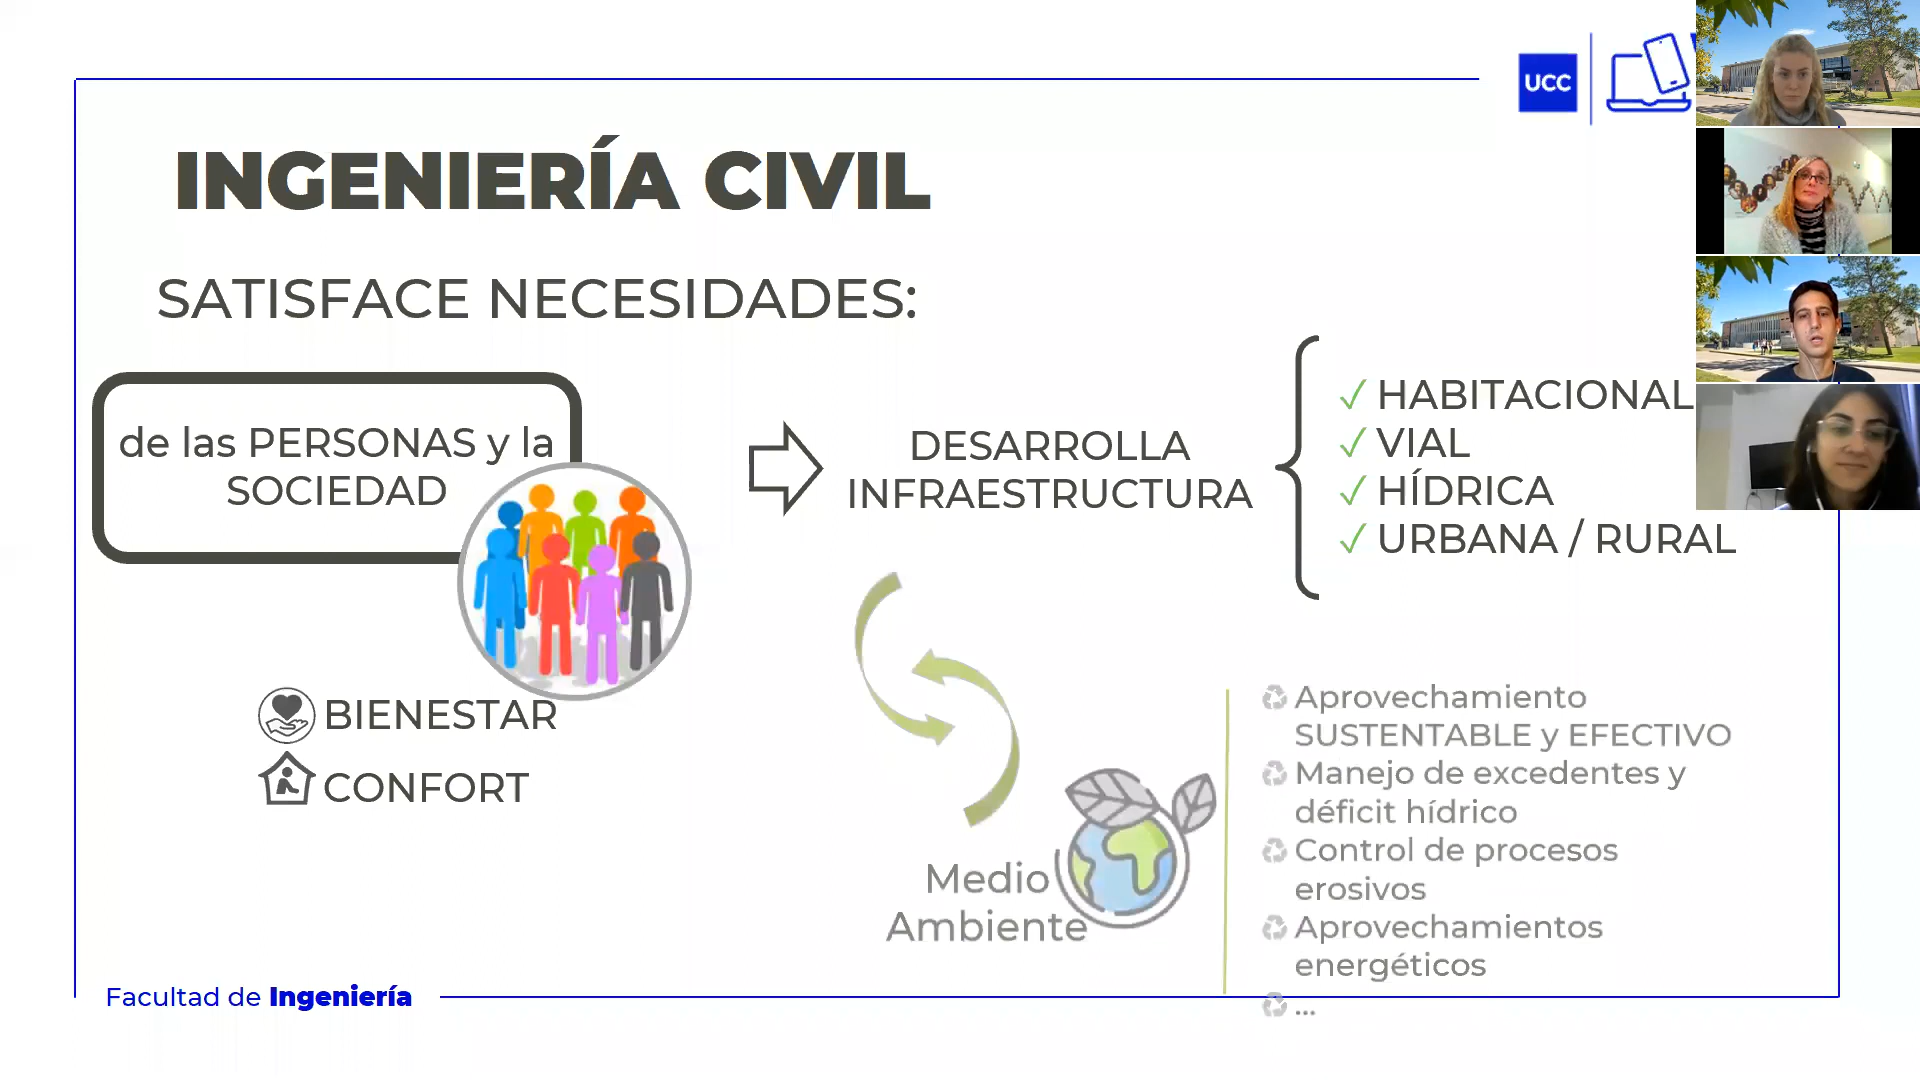 UCC
INGENIERÍA CIVIL
SATISFACE NECESIDADES:
de las PERSONAS y la
SOCIEDAD
BIENESTAR
CONFORT
DESARROLLA
INFRAESTRUCTURA
✓ HABITACIONAL
✓ VIAL
✓ HÍDRICA
✓ URBANA / RURAL
Medio
Ambiente
Aprovechamiento
SUSTENTABLE y EFECTIVO
Manejo de excedentes y
déficit hídrico
Control de procesos
erosivos
Aprovechamientos
energéticos
...
Facultad de Ingeniería